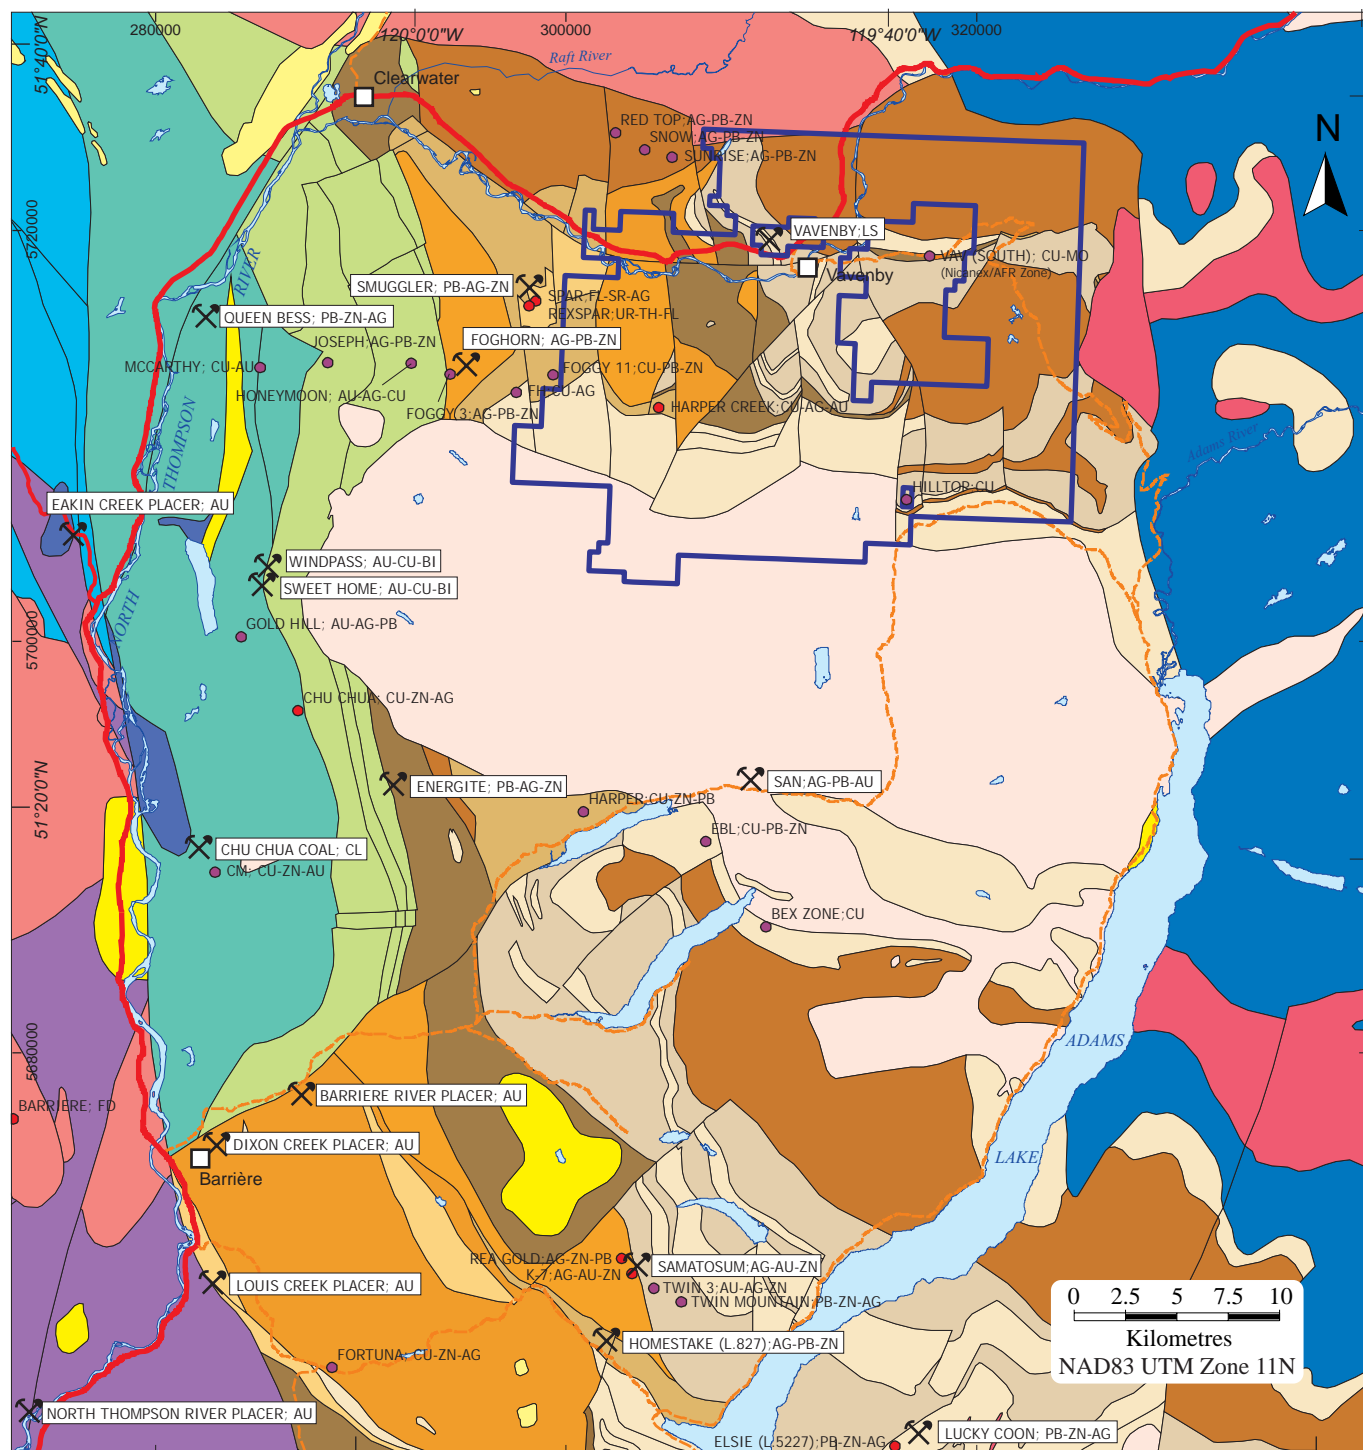 280000
120°0'0"W
300000
119°40'0"W
320000
51°40'0"N
Raft River
Clearwater
RED TOP;AG-PB-ZN
SNOW;AG-PB-ZN
SUNRISE;AG-PB-ZN
N
5720000
VAVENBY;LS
VAV (SOUTH); CU-MO
(Nicanex/AFR Zone)
Vavenby
RIVER
SMUGGLER; PB-AG-ZN
SPAR;FL-SR-AG
REXSPAR;UR-TH-FL
QUEEN BESS; PB-ZN-AG
JOSEPH;AG-PB-ZN
FOGHORN; AG-PB-ZN
MCCARTHY; CU-AU
FOGGY 11;CU-PB-ZN
HONEYMOON; AU-AG-CU
FH;CU-AG
FOGGY 3;AG-PB-ZN
HARPER CREEK;CU-AG-AU
THOMPSON
Adams River
HILLTOP;CU
EAKIN CREEK PLACER; AU
WINDPASS; AU-CU-BI
SWEET HOME; AU-CU-BI
NORTH
GOLD HILL; AU-AG-PB
5700000
CHU CHUA; CU-ZN-AG
51°20'0"N
ENERGITE; PB-AG-ZN
SAN;AG-PB-AU
HARPER;CU-ZN-PB
EBL;CU-PB-ZN
CHU CHUA COAL; CL
CM; CU-ZN-AU
BEX ZONE;CU
5680000
ADAMS
BARRIERE; FD
BARRIERE RIVER PLACER; AU
DIXON CREEK PLACER; AU
LAKE
Barrière
REA GOLD;AG-ZN-PB
SAMATOSUM;AG-AU-ZN
K-7;AG-AU-ZN
LOUIS CREEK PLACER; AU
TWIN 3;AU-AG-ZN
TWIN MOUNTAIN;PB-ZN-AG
0 2.5 5 7.5 10
Kilometres
NAD83 UTM Zone 11N
HOMESTAKE (L.827);AG-PB-ZN
FORTUNA; CU-ZN-AG
NORTH THOMPSON RIVER PLACER; AU
LUCKY COON; PB-ZN-AG
ELSIE (L.5227);PB-ZN-AG